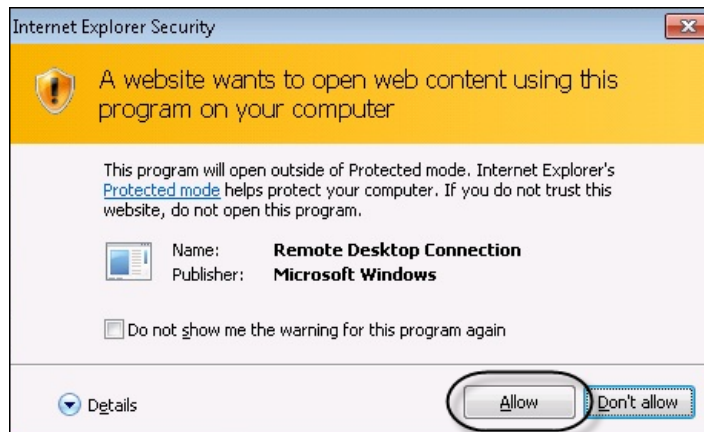 Internet Explorer Security
A website wants to open web content using this
program on your computer
This program will open outside of Protected mode. Internet Explorer's
Protected mode helps protect your computer. If you do not trust this
website, do not open this program.
Name: Remote Desktop Connection
Publisher: Microsoft Windows
Do not show me the warning for this program again
Details Allow Don't allow